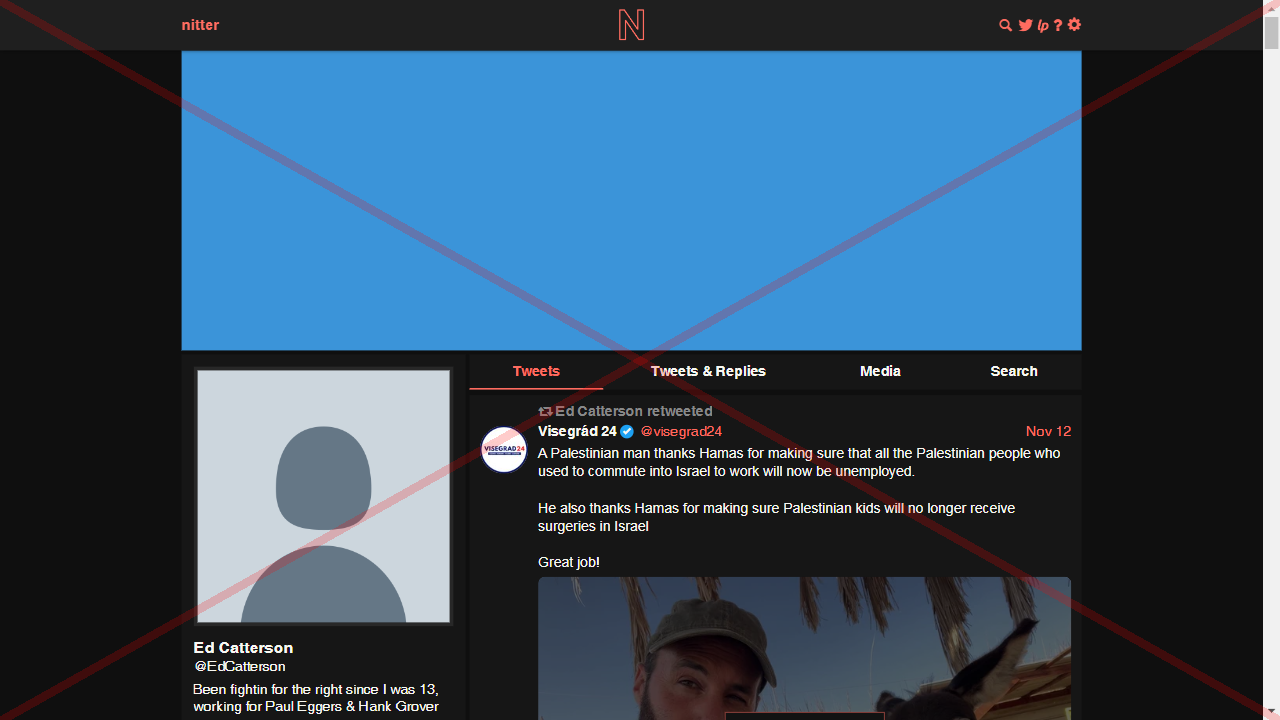 nitter
N
lp ?
Tweets Tweets & Replies Media Search
Ed Catterson retweeted
Visegrád 24 @visegrad24 Nov 12
VISEGRAD24
A Palestinian man thanks Hamas for making sure that all the Palestinian people who
used to commute into Israel to work will now be unemployed.
He also thanks Hamas for making sure Palestinian kids will no longer receive
surgeries in Israel
Great job!
Ed Catterson
@EdCatterson
Been fightin for the right since I was 13,
working for Paul Eggers & Hank Grover